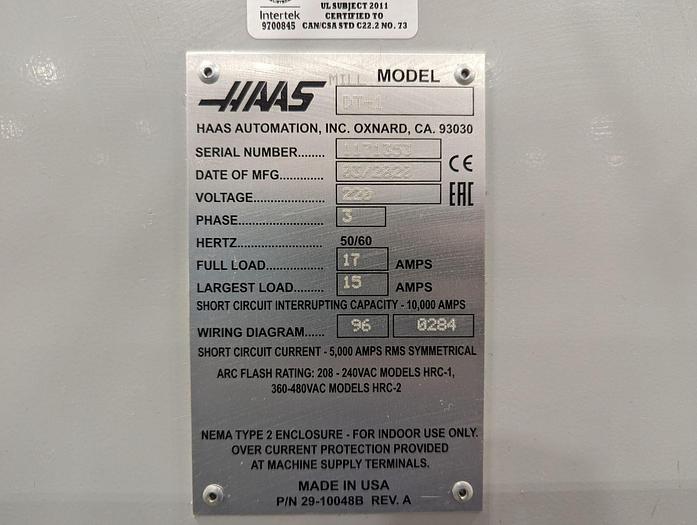 UL SUBJECT 2011
Intertek CERTIFIED TO
9700845 CAN/CSA STD C22.2 NO. 73
MILL MODEL
HAAS DT-1
HAAS AUTOMATION, INC. OXNARD, CA. 93030
SERIAL NUMBER........
DATE OF MFG............. 03/2020
VOLTAGE...................... 220
PHASE.......................... 3
HERTZ.......................... 50/60
FULL LOAD.................. 17 AMPS
LARGEST LOAD......... 15 AMPS
SHORT CIRCUIT INTERRUPTING CAPACITY - 10,000 AMPS
WIRING DIAGRAM...... 96 0284
SHORT CIRCUIT CURRENT - 5,000 AMPS RMS SYMMETRICAL
ARC FLASH RATING: 208 - 240VAC MODELS HRC-1,
360-480VAC MODELS HRC-2
NEMA TYPE 2 ENCLOSURE - FOR INDOOR USE ONLY.
OVER CURRENT PROTECTION PROVIDED
AT MACHINE SUPPLY TERMINALS.
MADE IN USA
P/N 29-10048B REV. A
CE
EAC